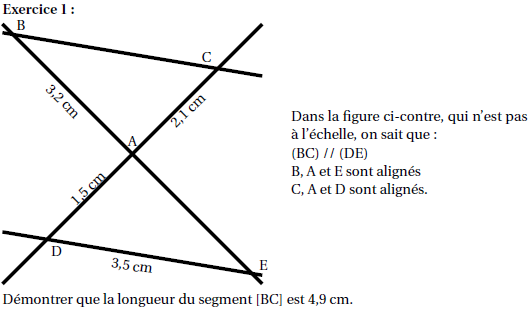 Exercice 1 :
B
C
3,2 cm
2,1 cm
A
1,5 cm
D
3,5 cm
E
Dans la figure ci-contre, qui n'est pas
à l'échelle, on sait que :
(BC) // (DE)
B, A et E sont alignés
C, A et D sont alignés.
Démontrer que la longueur du segment [BC] est 4,9 cm.